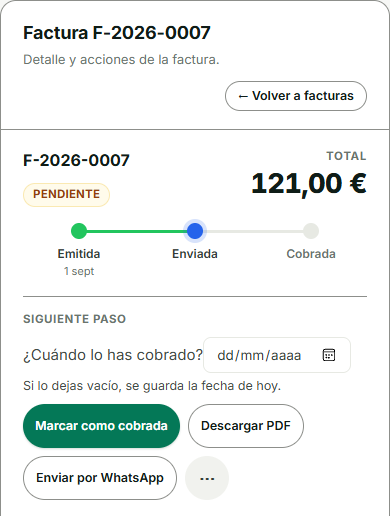 Factura F-2026-0007
Detalle y acciones de la factura.
← Volver a facturas
F-2026-0007
TOTAL
PENDIENTE
121,00 €
Emitida
Enviada
Cobrada
1 sept
SIGUIENTE PASO
¿Cuándo lo has cobrado?
dd/mm/aaaa
Si lo dejas vacío, se guarda la fecha de hoy.
Marcar como cobrada
Descargar PDF
Enviar por WhatsApp
...